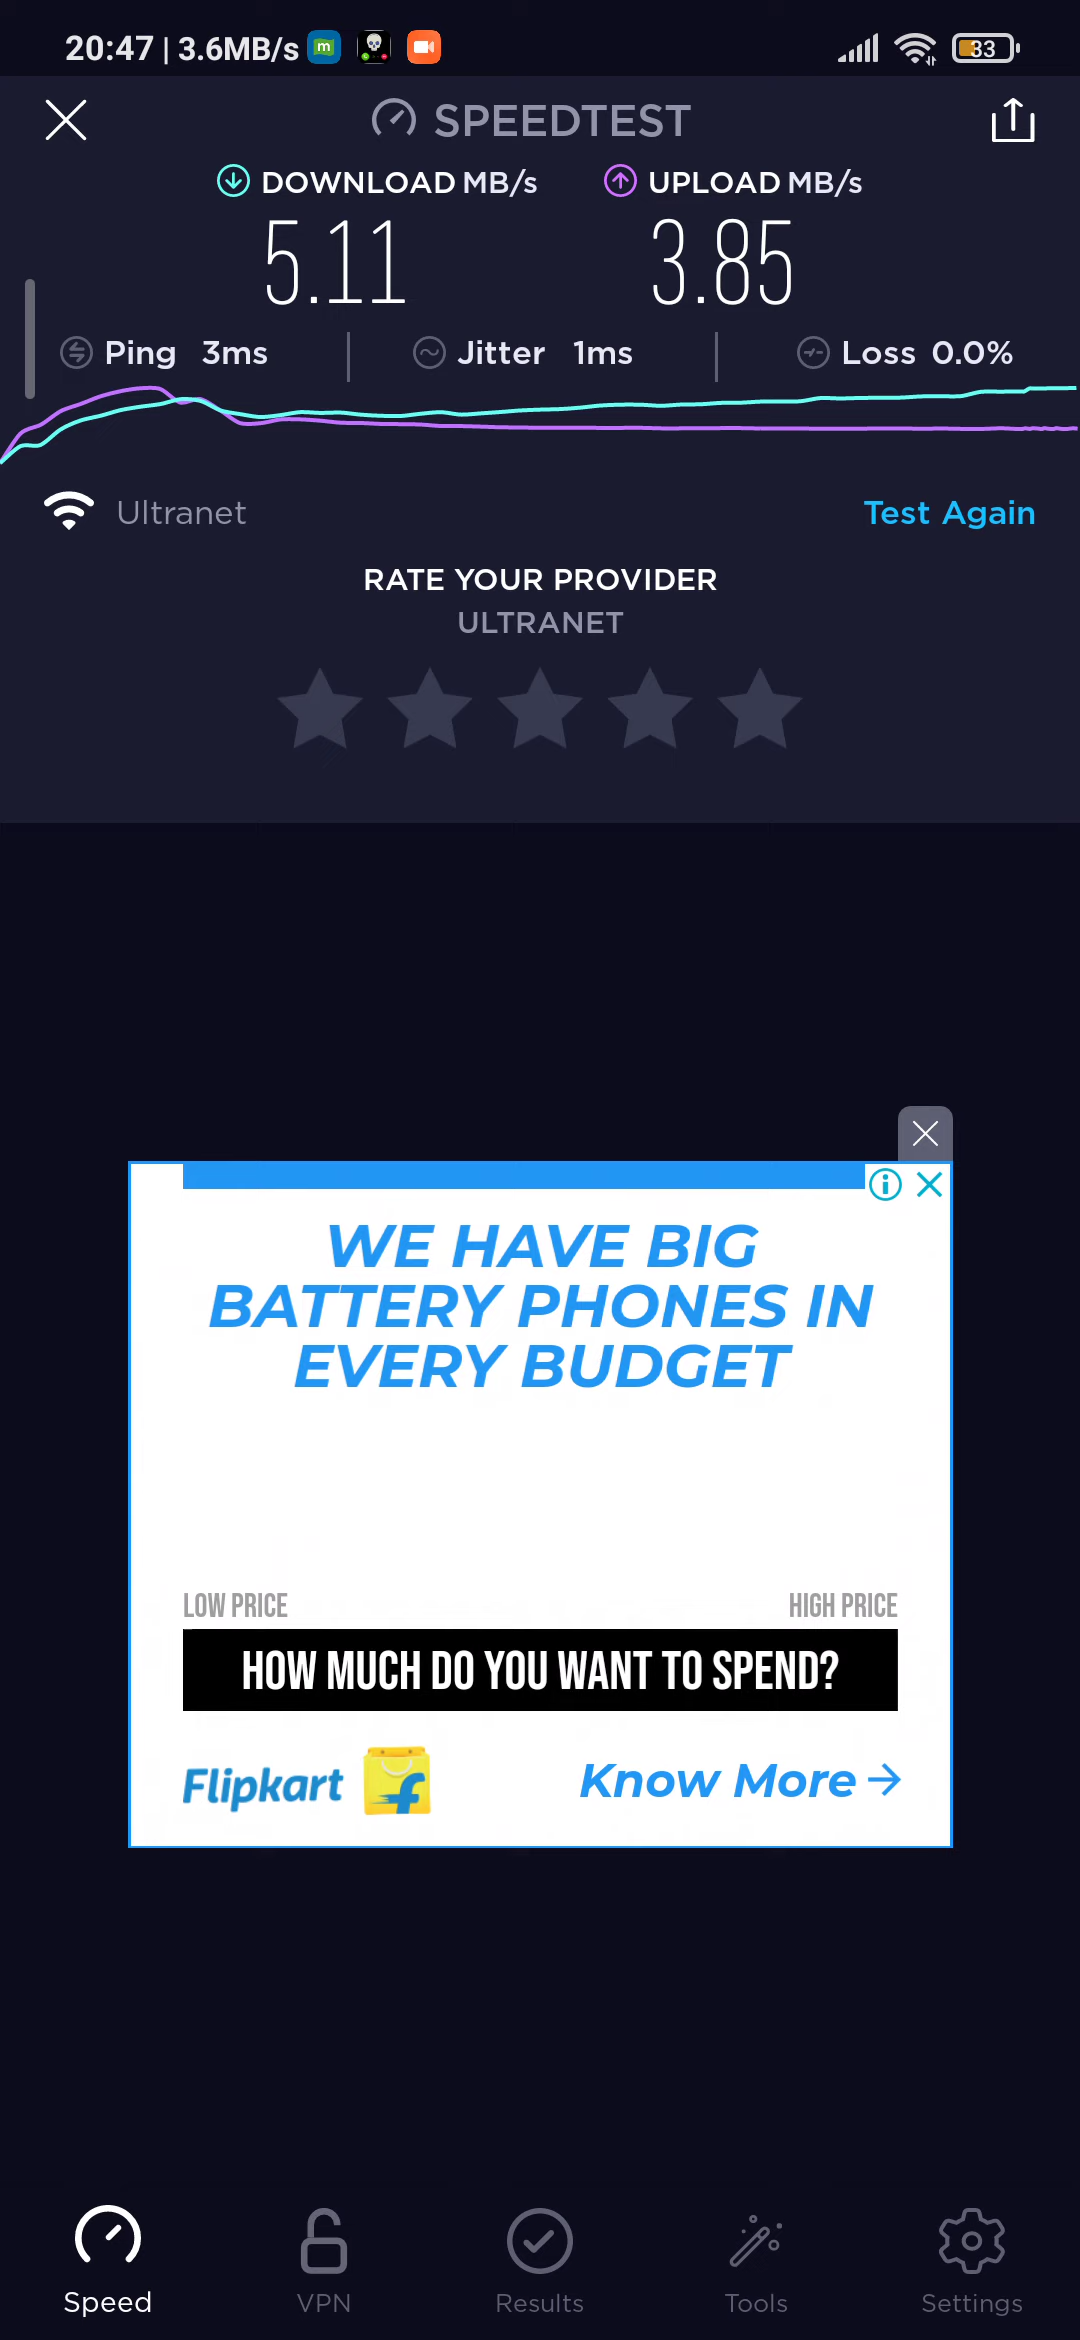 20:47 | 3.6MB/s m 33
SPEEDTEST
DOWNLOAD MB/s UPLOAD MB/s
5.11 3.85
Ping 3ms Jitter 1ms Loss 0.0%
Ultranet Test Again
RATE YOUR PROVIDER
ULTRANET
WE HAVE BIG
BATTERY PHONES IN
EVERY BUDGET
LOW PRICE HIGH PRICE
HOW MUCH DO YOU WANT TO SPEND?
Flipkart f Know More
Speed VPN Results Tools Settings